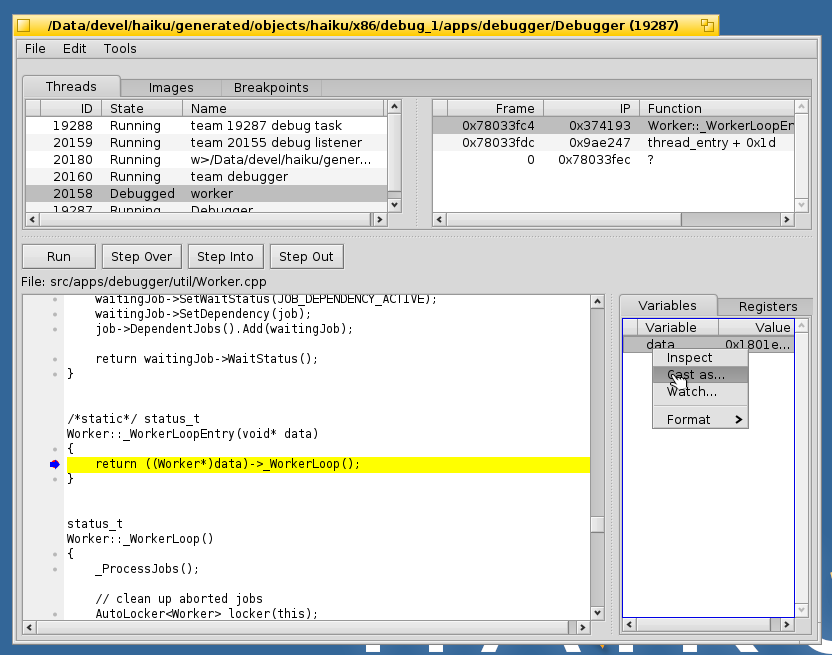 /Data/devel/haiku/generated/objects/haiku/x86/debug_1/apps/debugger/Debugger (19287)
File Edit Tools
Threads Images Breakpoints
ID State Name
19288 Running team 19287 debug task
20159 Running team 20155 debug listener
20180 Running w>/Data/devel/haiku/gener...
20160 Running team debugger
20158 Debugged worker
19287 Running Debugger
Frame IP Function
0x78033fc4 0x374193 Worker::_WorkerLoopEn
0x78033fdc 0x9ae247 thread_entry + 0x1d
0 0x78033fec ?
Run Step Over Step Into Step Out
File: src/apps/debugger/util/Worker.cpp
waitingJob->SetWaitStatus(JOB_DEPENDENCY_ACTIVE);
waitingJob->SetDependency(job);
job->DependentJobs().Add(waitingJob);
return waitingJob->WaitStatus();
}
/*static*/ status_t
Worker::_WorkerLoopEntry(void* data)
{
return ((Worker*)data)->_WorkerLoop();
}
status_t
Worker::_WorkerLoop()
{
_ProcessJobs();
// clean up aborted jobs
AutoLocker<Worker> locker(this);
Variables Registers
Variable Value
data 0x1801e...
Inspect
Cast as...
Watch...
Format